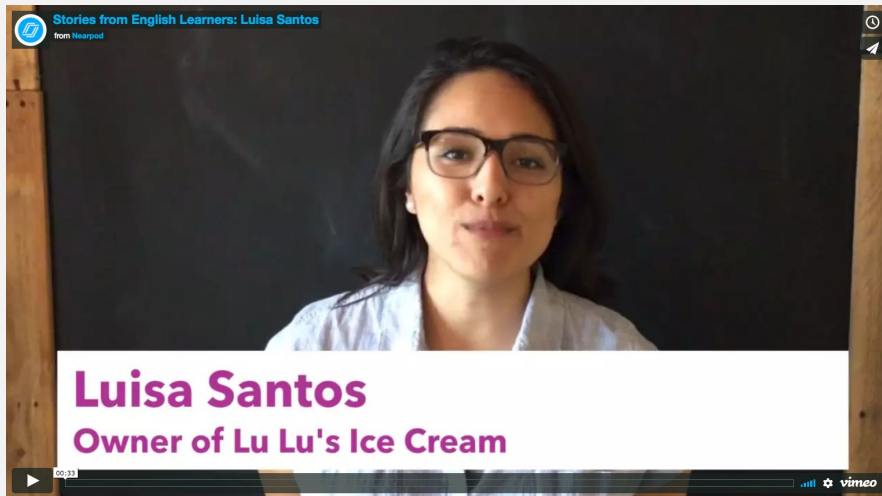 Stories from English Learners: Luisa Santos
from Nearpod
Luisa Santos
Owner of Lu Lu's Ice Cream
00:33
vimeo